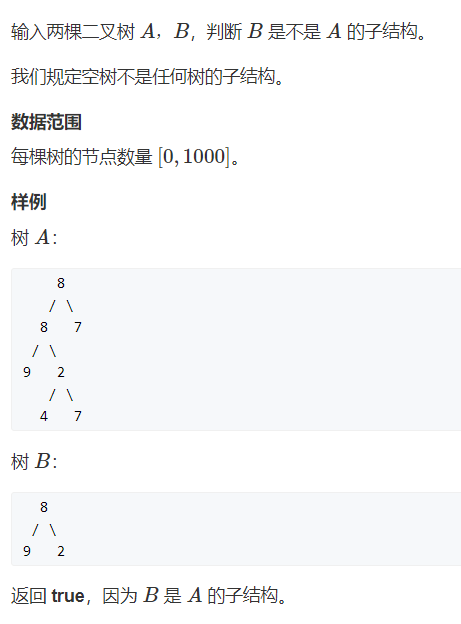 输入两棵二叉树 A，B，判断 B 是不是 A 的子结构。
我们规定空树不是任何树的子结构。
数据范围
每棵树的节点数量 [0,1000]。
样例
树 A：
     8
    / \
   8   7
  / \
 9   2
    / \
   4   7
树 B：
   8
  / \
 9   2
返回 true，因为 B 是 A 的子结构。